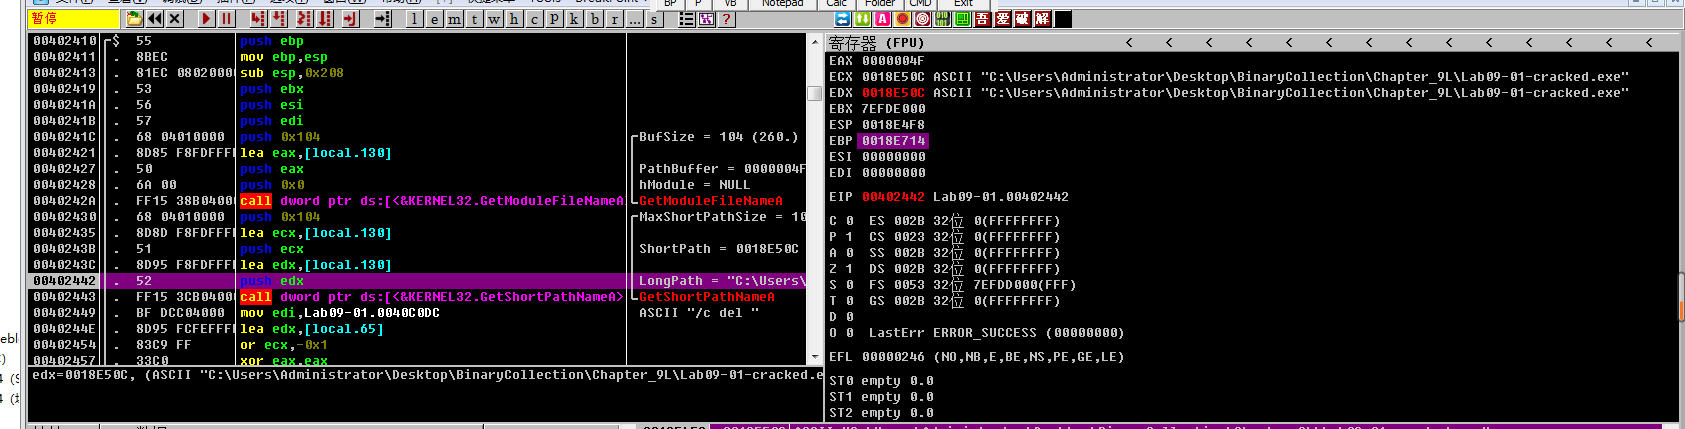 BP P VB Notepad Calc Folder CMD Exit
暂停 l e m t w h c p k b r ... s ? 吾 爱 破 解
00402410 $ 55 push ebp
00402411 . 8BEC mov ebp,esp
00402413 . 81EC 08020000 sub esp,0x208
00402419 . 53 push ebx
0040241A . 56 push esi
0040241B . 57 push edi
0040241C . 68 04010000 push 0x104 BufSize = 104 (260.)
00402421 . 8D85 F8FDFFFF lea eax,[local.130]
00402427 . 50 push eax PathBuffer = 0000004F
00402428 . 6A 00 push 0x0 hModule = NULL
0040242A . FF15 38B04000 call dword ptr ds:[<&KERNEL32.GetModuleFileNameA GetModuleFileNameA
00402430 . 68 04010000 push 0x104 MaxShortPathSize = 10
00402435 . 8D8D F8FDFFFF lea ecx,[local.130]
0040243B . 51 push ecx ShortPath = 0018E50C
0040243C . 8D95 F8FDFFFF lea edx,[local.130]
00402442 . 52 push edx LongPath = "C:\Users\
00402443 . FF15 3CB04000 call dword ptr ds:[<&KERNEL32.GetShortPathNameA>] GetShortPathNameA
00402449 . BF DCC04000 mov edi,Lab09-01.0040C0DC ASCII "/c del "
0040244E . 8D95 FCFEFFFF lea edx,[local.65]
00402454 . 83C9 FF or ecx,-0x1
00402457 . 33C0 xor eax,eax
edx=0018E50C, (ASCII "C:\Users\Administrator\Desktop\BinaryCollection\Chapter_9L\Lab09-01-cracked.e
寄存器 (FPU) < < < < < < < < < < < < < <
EAX 0000004F
ECX 0018E50C ASCII "C:\Users\Administrator\Desktop\BinaryCollection\Chapter_9L\Lab09-01-cracked.exe"
EDX 0018E50C ASCII "C:\Users\Administrator\Desktop\BinaryCollection\Chapter_9L\Lab09-01-cracked.exe"
EBX 7EFDE000
ESP 0018E4F8
EBP 0018E714
ESI 00000000
EDI 00000000
EIP 00402442 Lab09-01.00402442
C 0 ES 002B 32位 0(FFFFFFFF)
P 1 CS 0023 32位 0(FFFFFFFF)
A 0 SS 002B 32位 0(FFFFFFFF)
Z 1 DS 002B 32位 0(FFFFFFFF)
S 0 FS 0053 32位 7EFDD000(FFF)
T 0 GS 002B 32位 0(FFFFFFFF)
D 0
O 0 LastErr ERROR_SUCCESS (00000000)
EFL 00000246 (NO,NB,E,BE,NS,PE,GE,LE)
ST0 empty 0.0
ST1 empty 0.0
ST2 empty 0.0